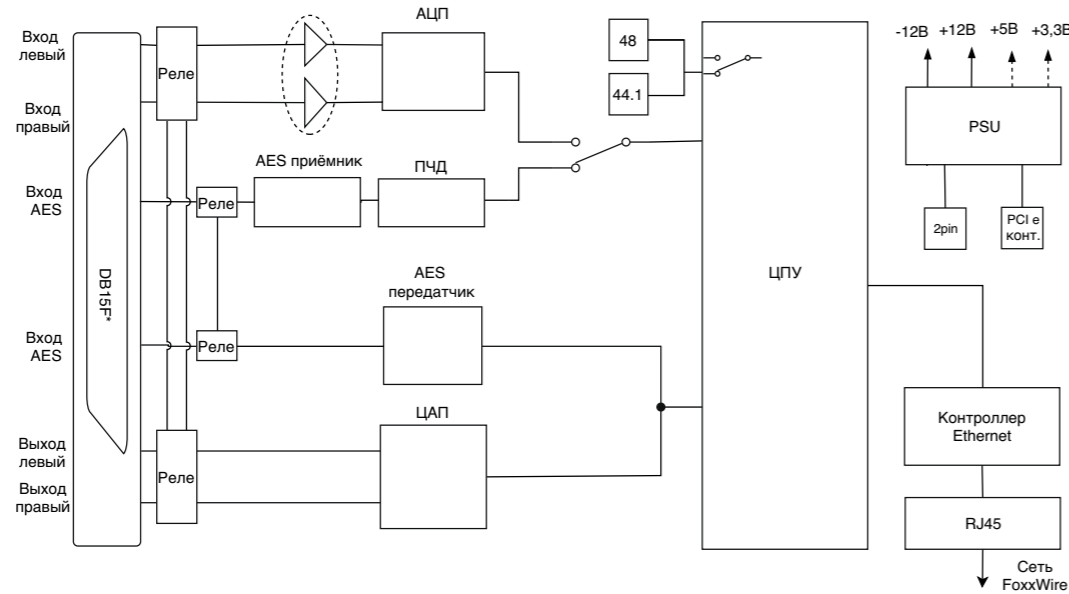 Вход
левый
Вход
правый
Вход
AES
Вход
AES
Выход
левый
Выход
правый
DB15F*
Реле
АЦП
AES приёмник
ПЧД
Реле
AES
передатчик
Реле
ЦАП
Реле
48
44.1
ЦПУ
-12В
+12В
+5В
+3,3В
PSU
2pin
PCI e
конт.
Контроллер
Ethernet
RJ45
Сеть
FoxxWire